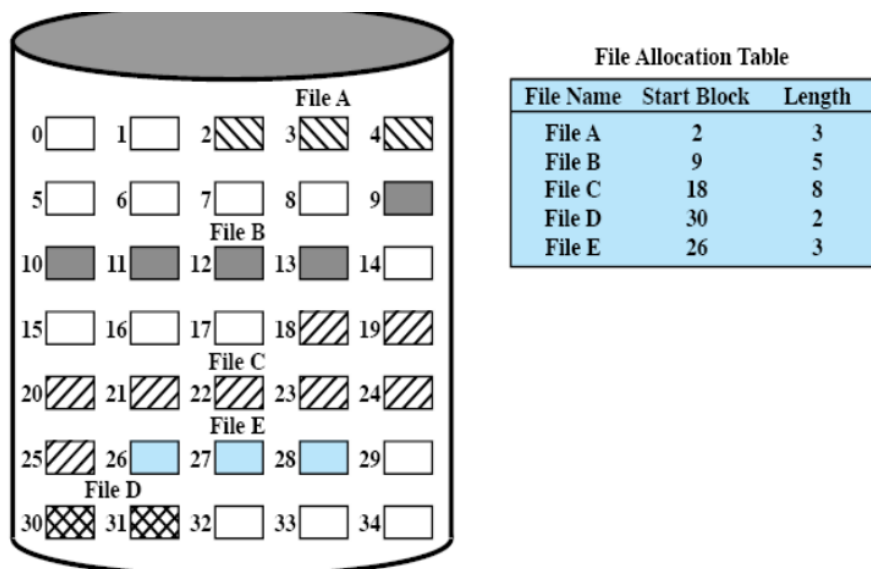 File A
0 1 2 3 4
5 6 7 8 9
File B
10 11 12 13 14
15 16 17 18 19
File C
20 21 22 23 24
File E
25 26 27 28 29
File D
30 31 32 33 34
File Allocation Table
File Name Start Block Length
File A 2 3
File B 9 5
File C 18 8
File D 30 2
File E 26 3